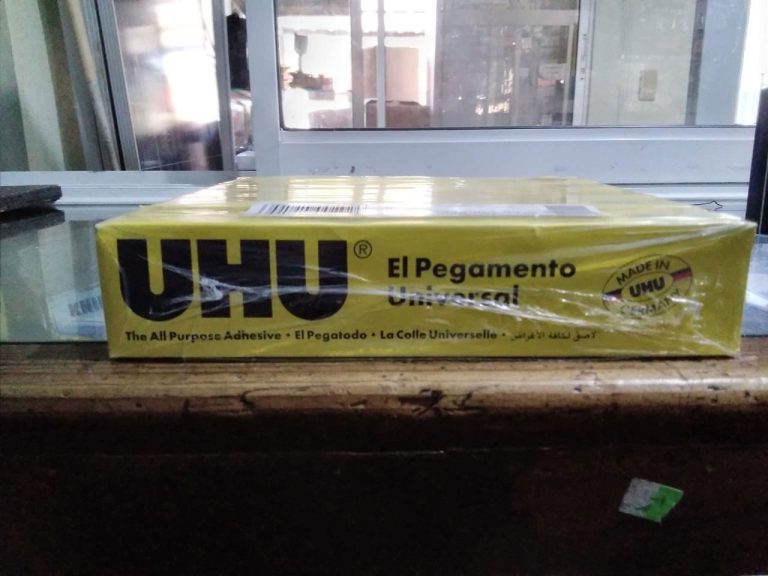 UHU®
El Pegamento
Universal
MADE IN
UHU
GERMANY
The All Purpose Adhesive • El Pegatodo • La Colle Universelle • لاصق لكافة الأغراض